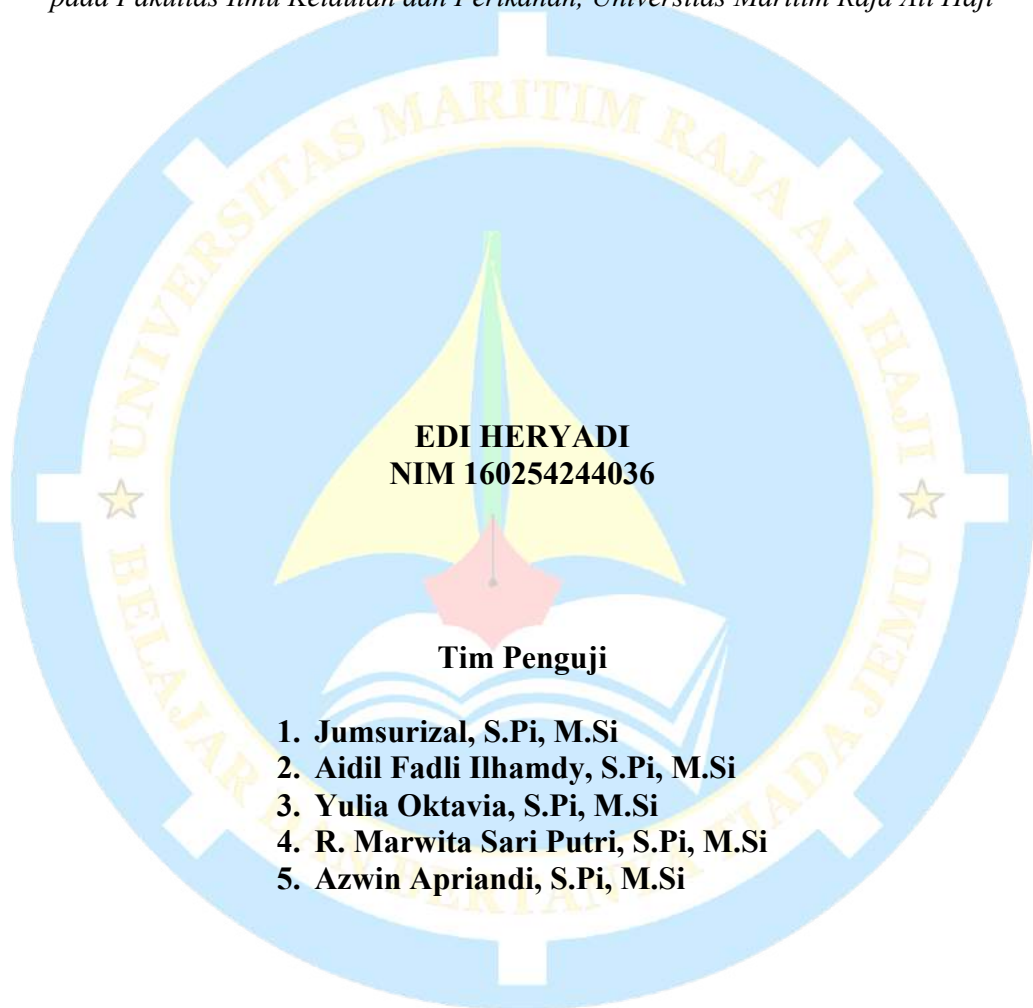 pada Fakultas Ilmu Kelautan dan Perikanan, Universitas Maritim Raja Ali Haji
UNIVERSITAS MARITIM RAJA ALI HAJI
EDI HERYADI
NIM 160254244036
Tim Penguji
1. Jumsurizal, S.Pi, M.Si
2. Aidil Fadli Ilhamdy, S.Pi, M.Si
3. Yulia Oktavia, S.Pi, M.Si
4. R. Marwita Sari Putri, S.Pi, M.Si
5. Azwin Apriandi, S.Pi, M.Si
BELAJAR BERTANYA TIADA JEMU